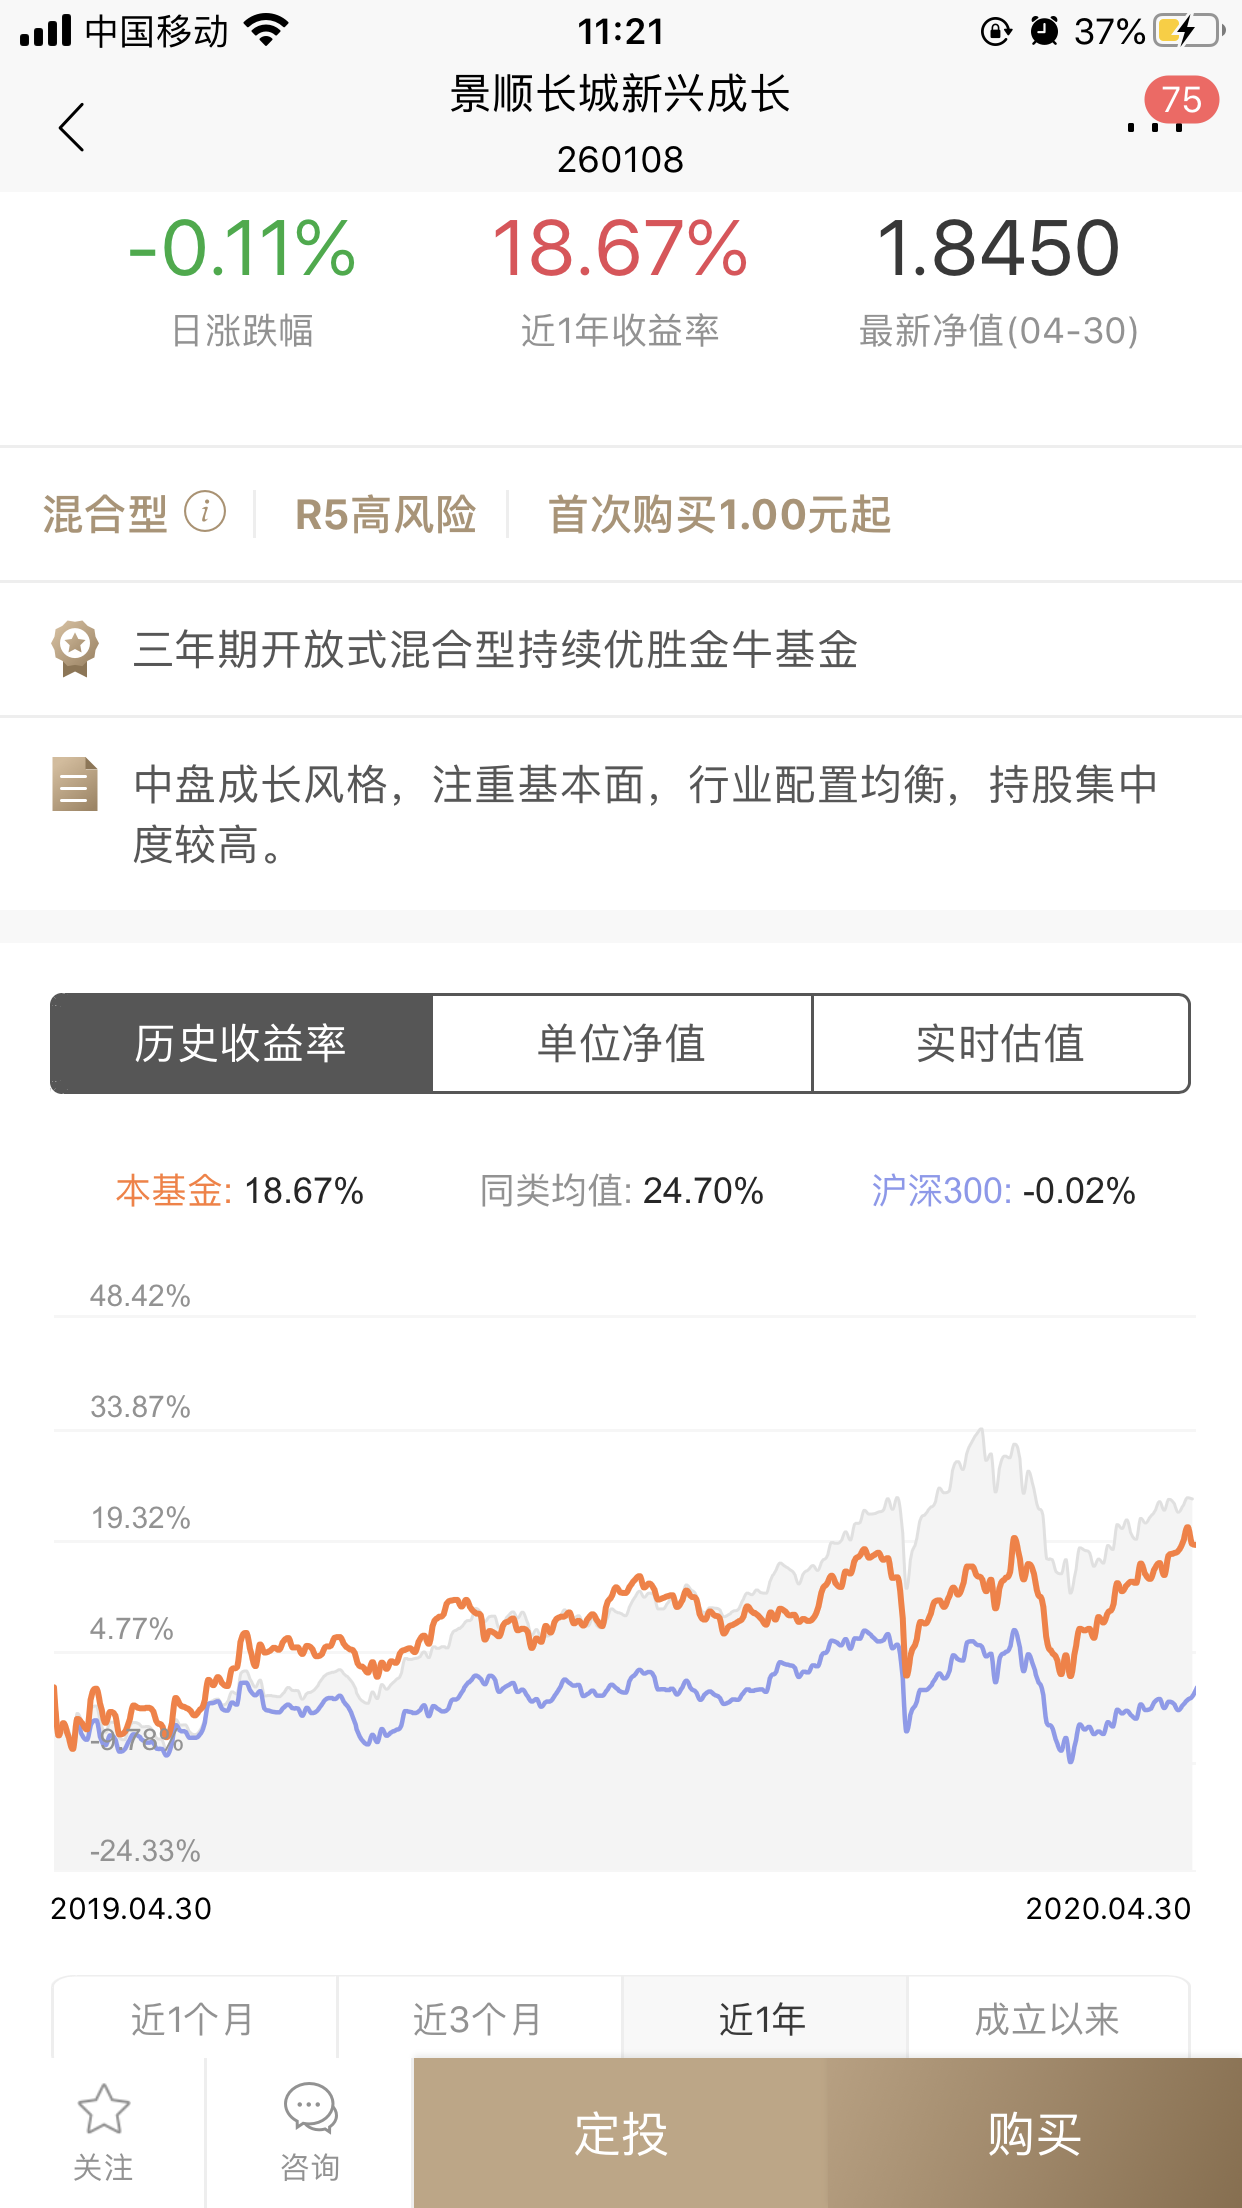 中国移动 11:21 37%
景顺长城新兴成长
75
260108
-0.11% 18.67% 1.8450
日涨跌幅 近1年收益率 最新净值(04-30)
混合型 i R5高风险 首次购买1.00元起
三年期开放式混合型持续优胜金牛基金
中盘成长风格，注重基本面，行业配置均衡，持股集中
度较高。
历史收益率 单位净值 实时估值
本基金: 18.67% 同类均值: 24.70% 沪深300: -0.02%
48.42%
33.87%
19.32%
4.77%
-9.78%
-24.33%
2019.04.30 2020.04.30
近1个月 近3个月 近1年 成立以来
关注 咨询 定投 购买